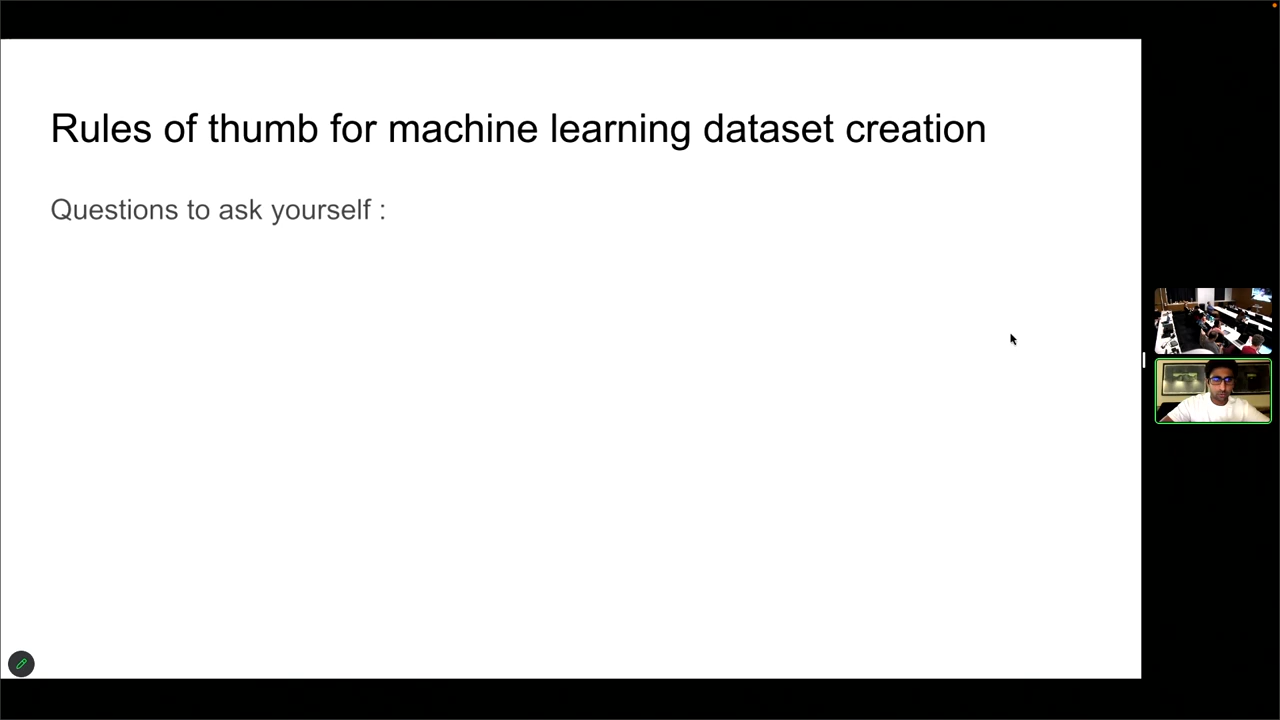 Rules of thumb for machine learning dataset creation
Questions to ask yourself :